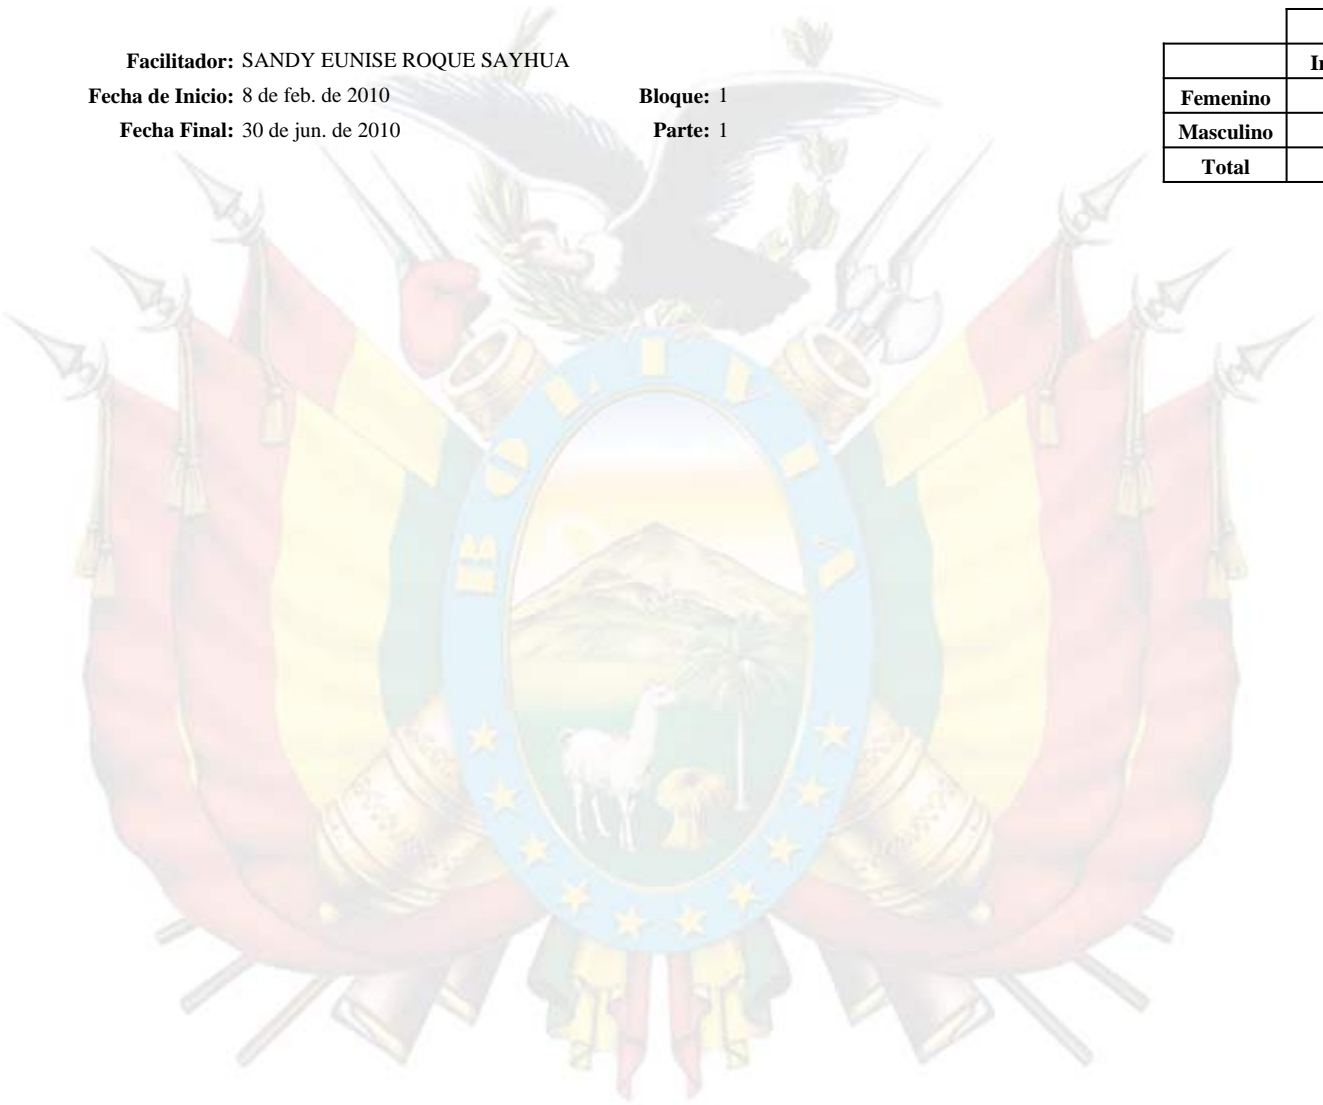 Facilitador: SANDY EUNISE ROQUE SAYHUA
Fecha de Inicio: 8 de feb. de 2010 Bloque: 1
Fecha Final: 30 de jun. de 2010 Parte: 1
Femenino
Masculino
Total
BOLIVIA